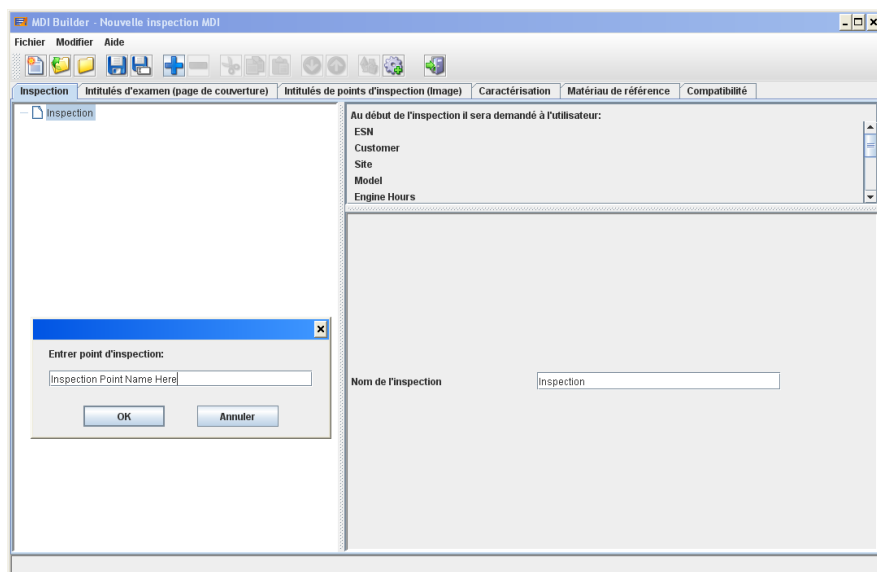 MDI Builder - Nouvelle inspection MDI
Fichier Modifier Aide
Inspection Intitulés d'examen (page de couverture) Intitulés de points d'inspection (Image) Caractérisation Matériau de référence Compatibilité
Inspection
Au début de l'inspection il sera demandé à l'utilisateur:
ESN
Customer
Site
Model
Engine Hours
Entrer point d'inspection:
Inspection Point Name Here
OK Annuler
Nom de l'inspection Inspection